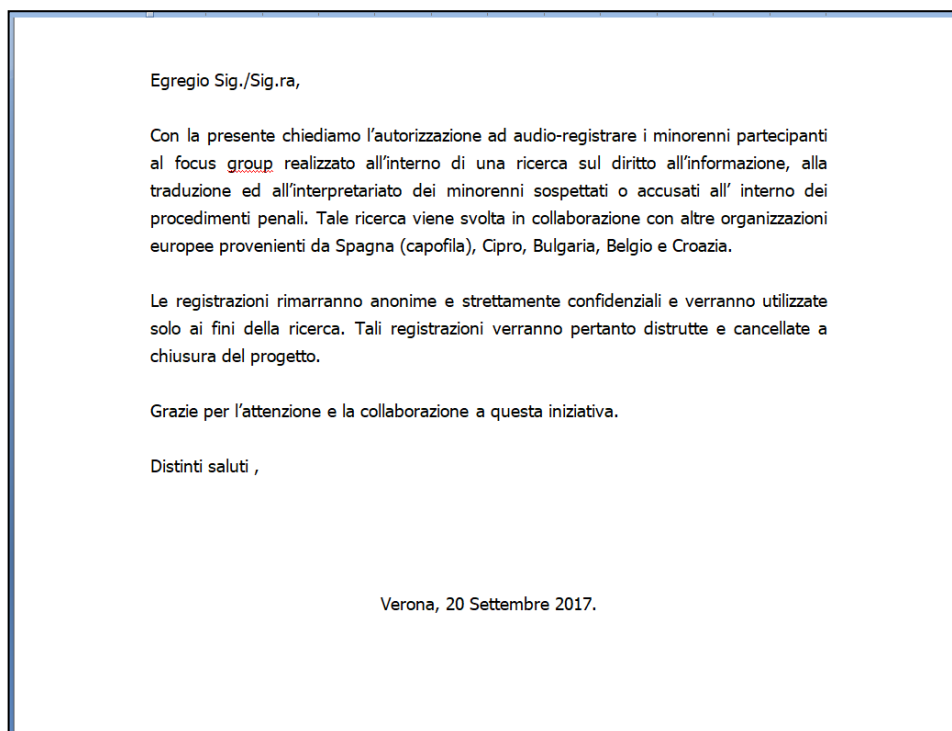 Egregio Sig./Sig.ra,
Con la presente chiediamo l'autorizzazione ad audio-registrare i minorenni partecipanti
al focus group realizzato all'interno di una ricerca sul diritto all'informazione, alla
traduzione ed all'interpretariato dei minorenni sospettati o accusati all' interno dei
procedimenti penali. Tale ricerca viene svolta in collaborazione con altre organizzazioni
europee provenienti da Spagna (capofila), Cipro, Bulgaria, Belgio e Croazia.
Le registrazioni rimarranno anonime e strettamente confidenziali e verranno utilizzate
solo ai fini della ricerca. Tali registrazioni verranno pertanto distrutte e cancellate a
chiusura del progetto.
Grazie per l'attenzione e la collaborazione a questa iniziativa.
Distinti saluti ,
Verona, 20 Settembre 2017.